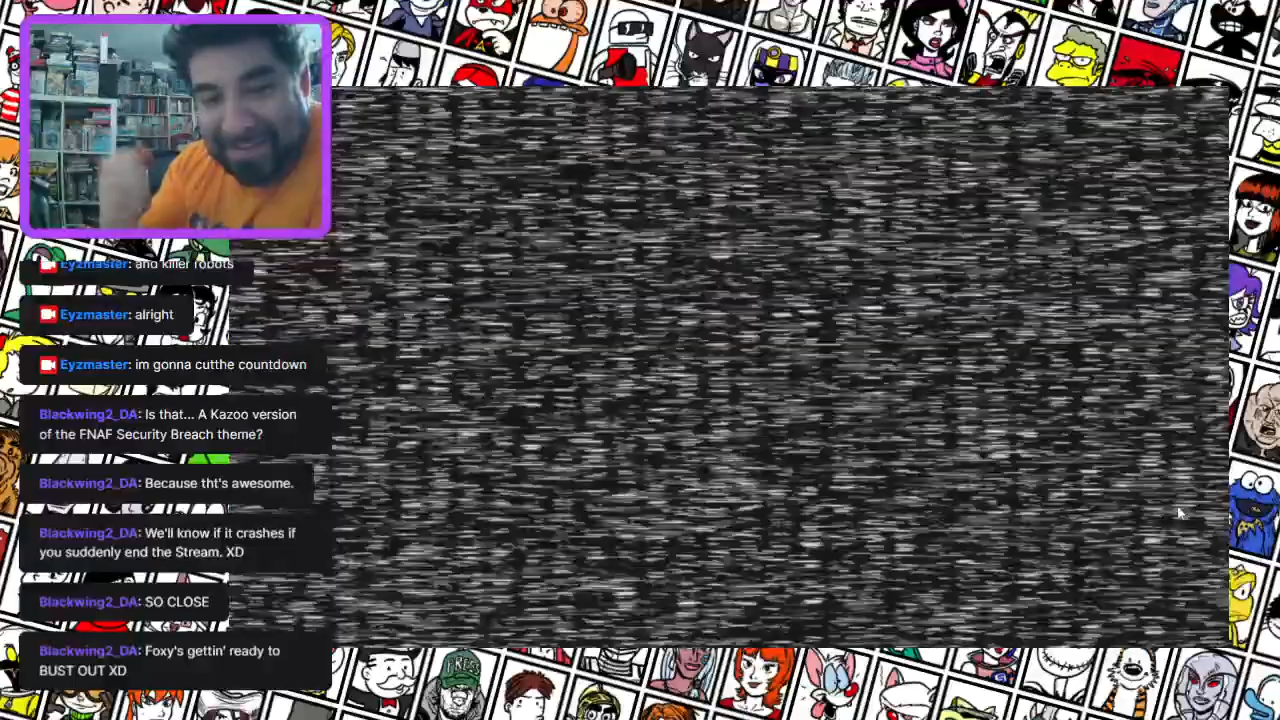 Eyzmaster: and killer robots
Eyzmaster: alright
Eyzmaster: im gonna cutthe countdown
Blackwing2_DA: Is that... A Kazoo version
of the FNAF Security Breach theme?
Blackwing2_DA: Because tht's awesome.
Blackwing2_DA: We'll know if it crashes if
you suddenly end the Stream. XD
Blackwing2_DA: SO CLOSE
Blackwing2_DA: Foxy's gettin' ready to
BUST OUT XD
PRESS